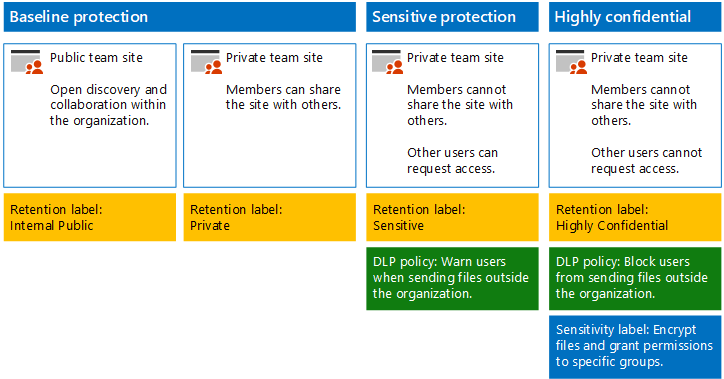 Baseline protection
Public team site
Open discovery and
collaboration within
the organization.
Private team site
Members can share
the site with others.
Retention label:
Internal Public
Retention label:
Private
Sensitive protection
Private team site
Members cannot
share the site with
others.
Other users can
request access.
Retention label:
Sensitive
DLP policy: Warn users
when sending files outside
the organization.
Highly confidential
Private team site
Members cannot
share the site with
others.
Other users cannot
request access.
Retention label:
Highly Confidential
DLP policy: Block users
from sending files outside
the organization.
Sensitivity label: Encrypt
files and grant permissions
to specific groups.